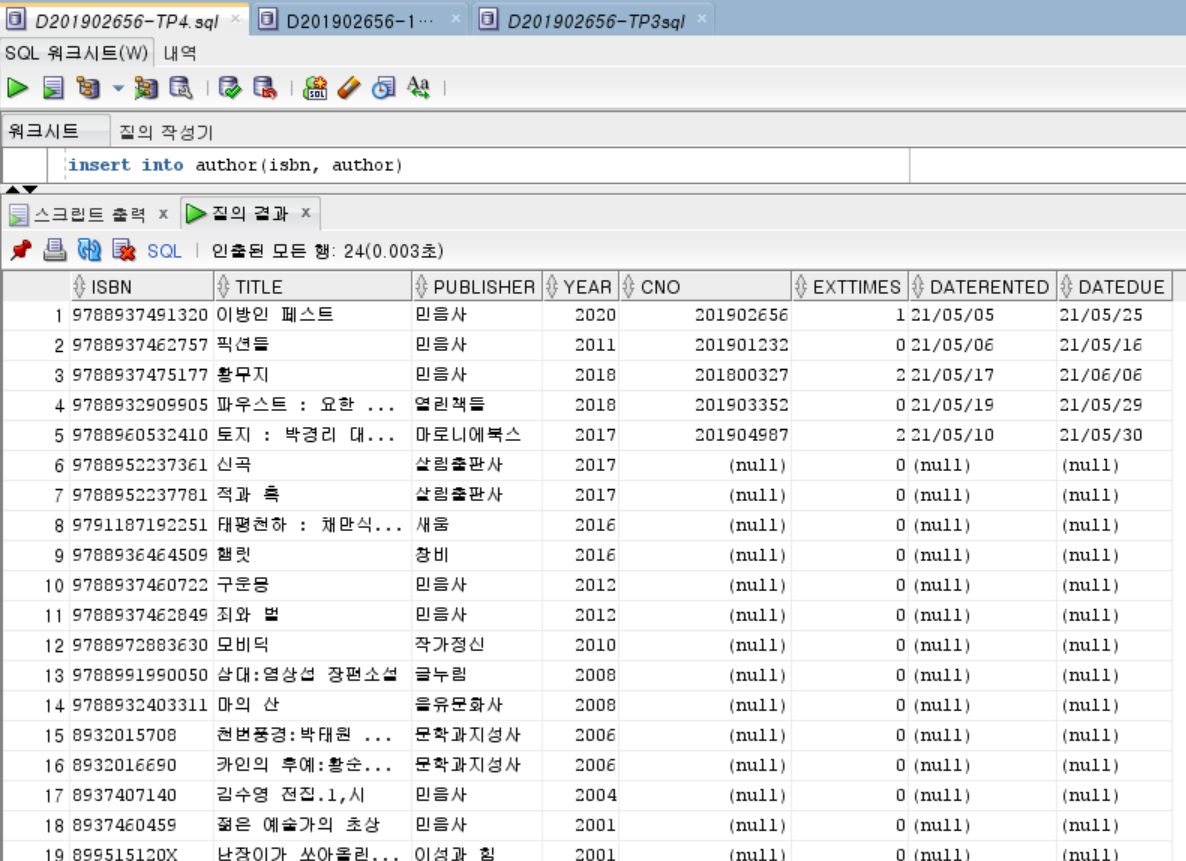 D201902656-TP4.sql × D201902656-1··· × D201902656-TP3sql ×
SQL 워크시트(W) 내역
워크시트 질의 작성기
insert into author(isbn, author)
스크립트 출력 × 질의 결과 ×
SQL | 인출된 모든 행: 24(0.003초)
ISBN TITLE PUBLISHER YEAR CNO EXTTIMES DATERENTED DATEDUE
1 9788937491320 이방인 페스트 민음사 2020 201902656 1 21/05/05 21/05/25
2 9788937462757 픽션들 민음사 2011 201901232 0 21/05/06 21/05/16
3 9788937475177 황무지 민음사 2018 201800327 2 21/05/17 21/06/06
4 9788932909905 파우스트 : 요한 ... 열린책들 2018 201903352 0 21/05/19 21/05/29
5 9788960532410 토지 : 박경리 대... 마로니에북스 2017 201904987 2 21/05/10 21/05/30
6 9788952237361 신곡 살림출판사 2017 (null) 0 (null) (null)
7 9788952237781 적과 흑 살림출판사 2017 (null) 0 (null) (null)
8 9791187192251 태평천하 : 채만식... 새움 2016 (null) 0 (null) (null)
9 9788936464509 햄릿 창비 2016 (null) 0 (null) (null)
10 9788937460722 구운몽 민음사 2012 (null) 0 (null) (null)
11 9788937462849 죄와 벌 민음사 2012 (null) 0 (null) (null)
12 9788972883630 모비딕 작가정신 2010 (null) 0 (null) (null)
13 9788991990050 삼대:염상섭 장편소설 글누림 2008 (null) 0 (null) (null)
14 9788932403311 마의 산 을유문화사 2008 (null) 0 (null) (null)
15 8932015708 천변풍경:박태원 ... 문학과지성사 2006 (null) 0 (null) (null)
16 8932016690 카인의 후예:황순... 문학과지성사 2006 (null) 0 (null) (null)
17 8937407140 김수영 전집.1,시 민음사 2004 (null) 0 (null) (null)
18 8937460459 젊은 예술가의 초상 민음사 2001 (null) 0 (null) (null)
19 899515120X 난장이가 쏘아올린... 이성과 힘 2001 (null) 0 (null) (null)